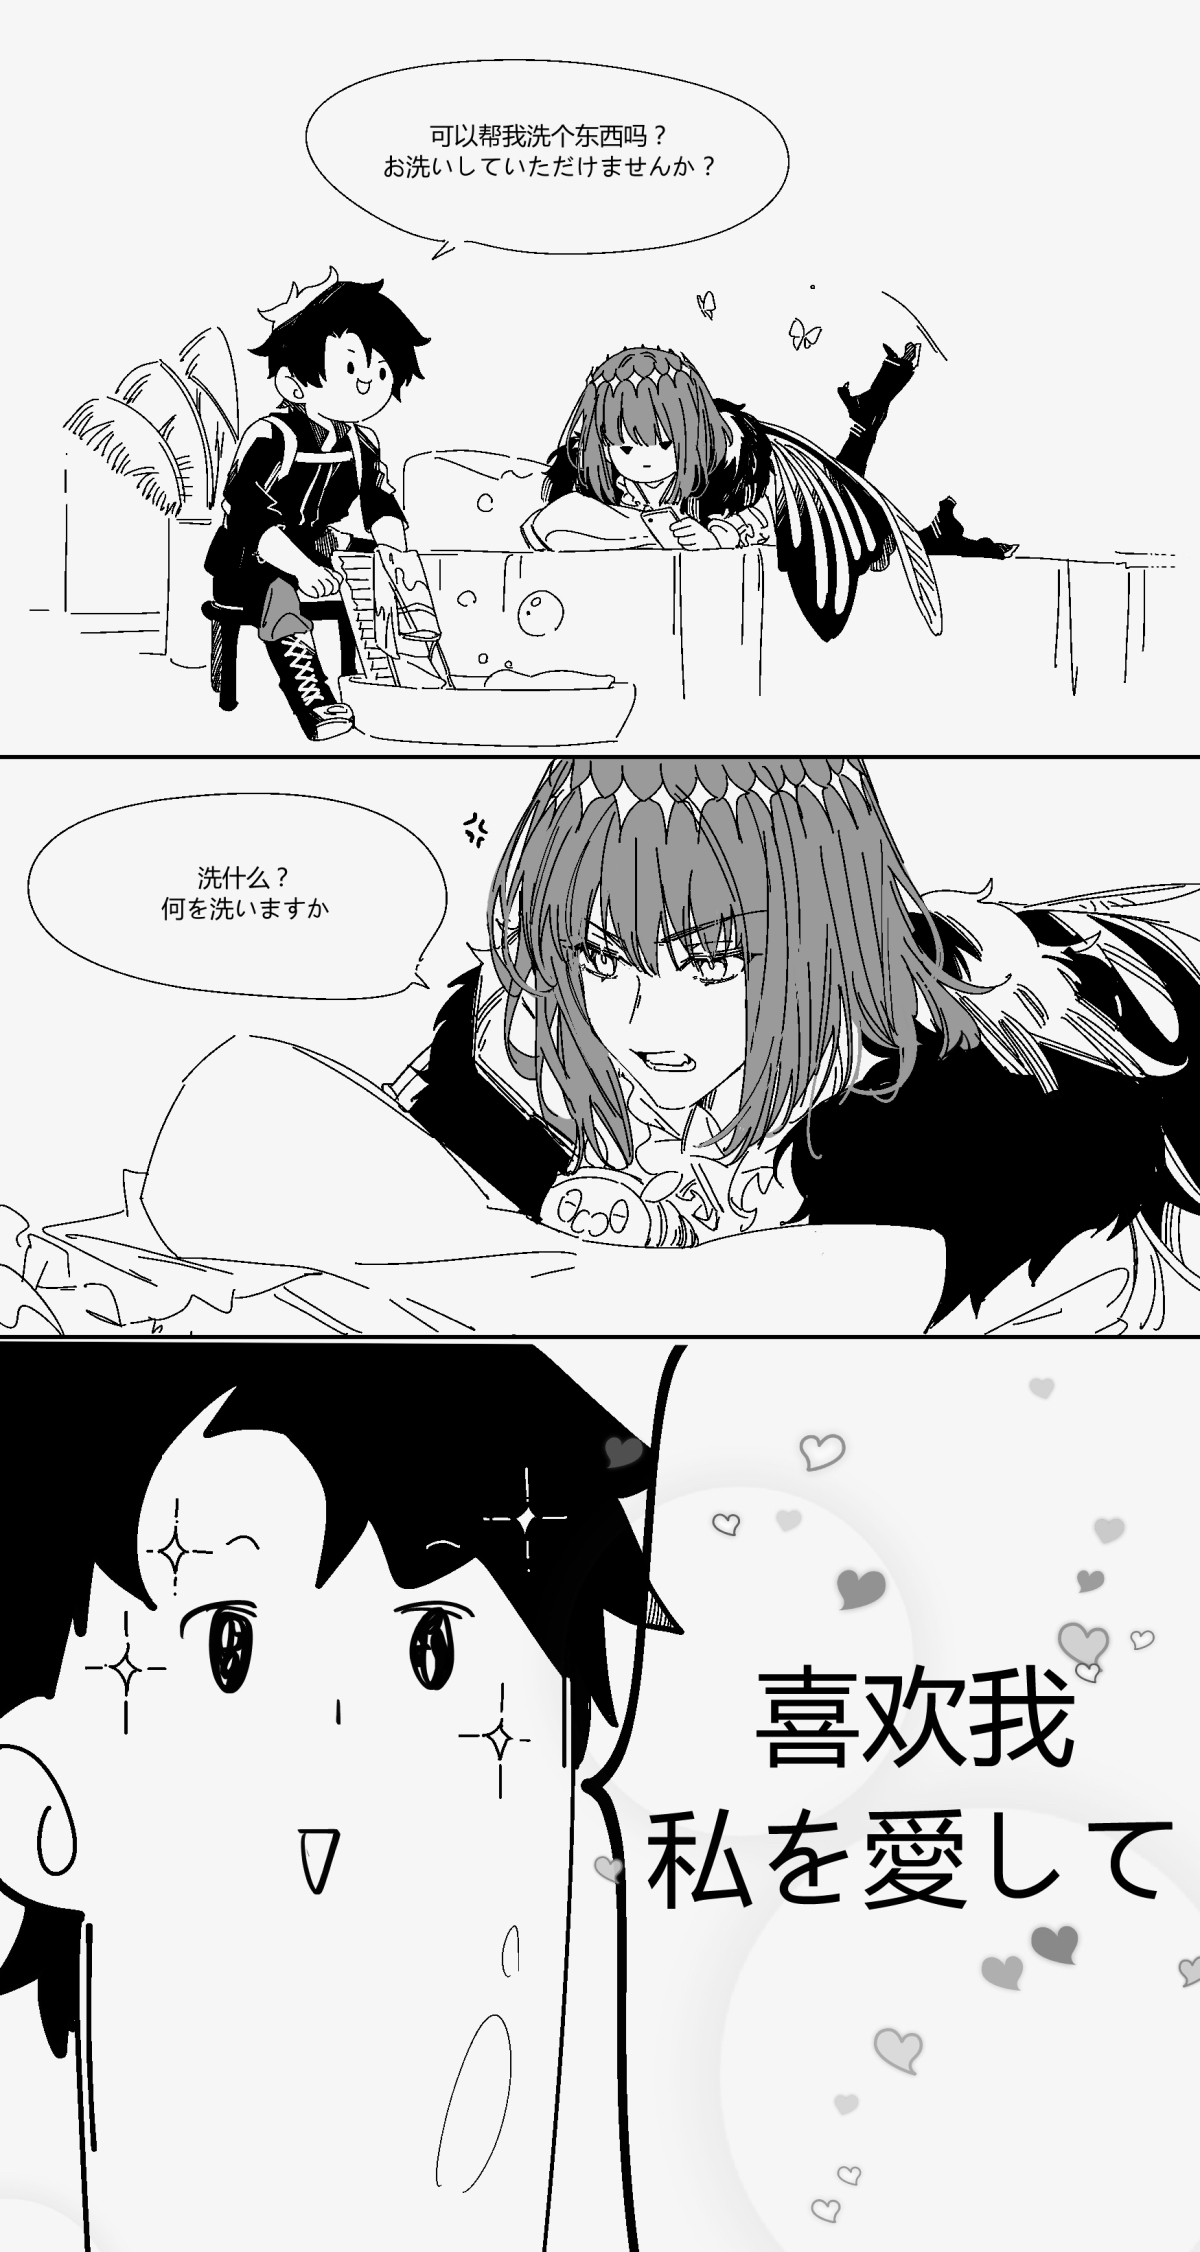 可以帮我洗个东西吗？
お洗いしていただけませんか？
洗什么？
何を洗いますか
喜欢我
私を愛して